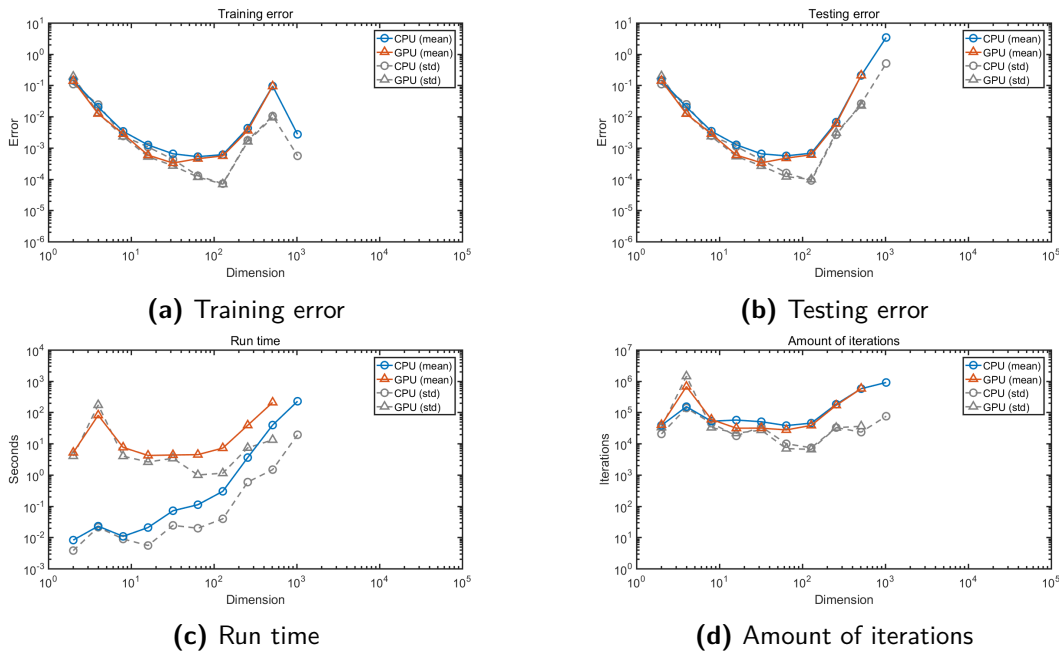 Training error
Error
10^1
10^0
10^-1
10^-2
10^-3
10^-4
10^-5
10^-6
10^0
10^1
10^2
10^3
10^4
10^5
Dimension
CPU (mean)
GPU (mean)
CPU (std)
GPU (std)
(a) Training error
Testing error
Error
10^1
10^0
10^-1
10^-2
10^-3
10^-4
10^-5
10^-6
10^0
10^1
10^2
10^3
10^4
10^5
Dimension
CPU (mean)
GPU (mean)
CPU (std)
GPU (std)
(b) Testing error
Run time
Seconds
10^4
10^3
10^2
10^1
10^0
10^-1
10^-2
10^-3
10^0
10^1
10^2
10^3
10^4
10^5
Dimension
CPU (mean)
GPU (mean)
CPU (std)
GPU (std)
(c) Run time
Amount of iterations
Iterations
10^7
10^6
10^5
10^4
10^3
10^2
10^1
10^0
10^0
10^1
10^2
10^3
10^4
10^5
Dimension
CPU (mean)
GPU (mean)
CPU (std)
GPU (std)
(d) Amount of iterations